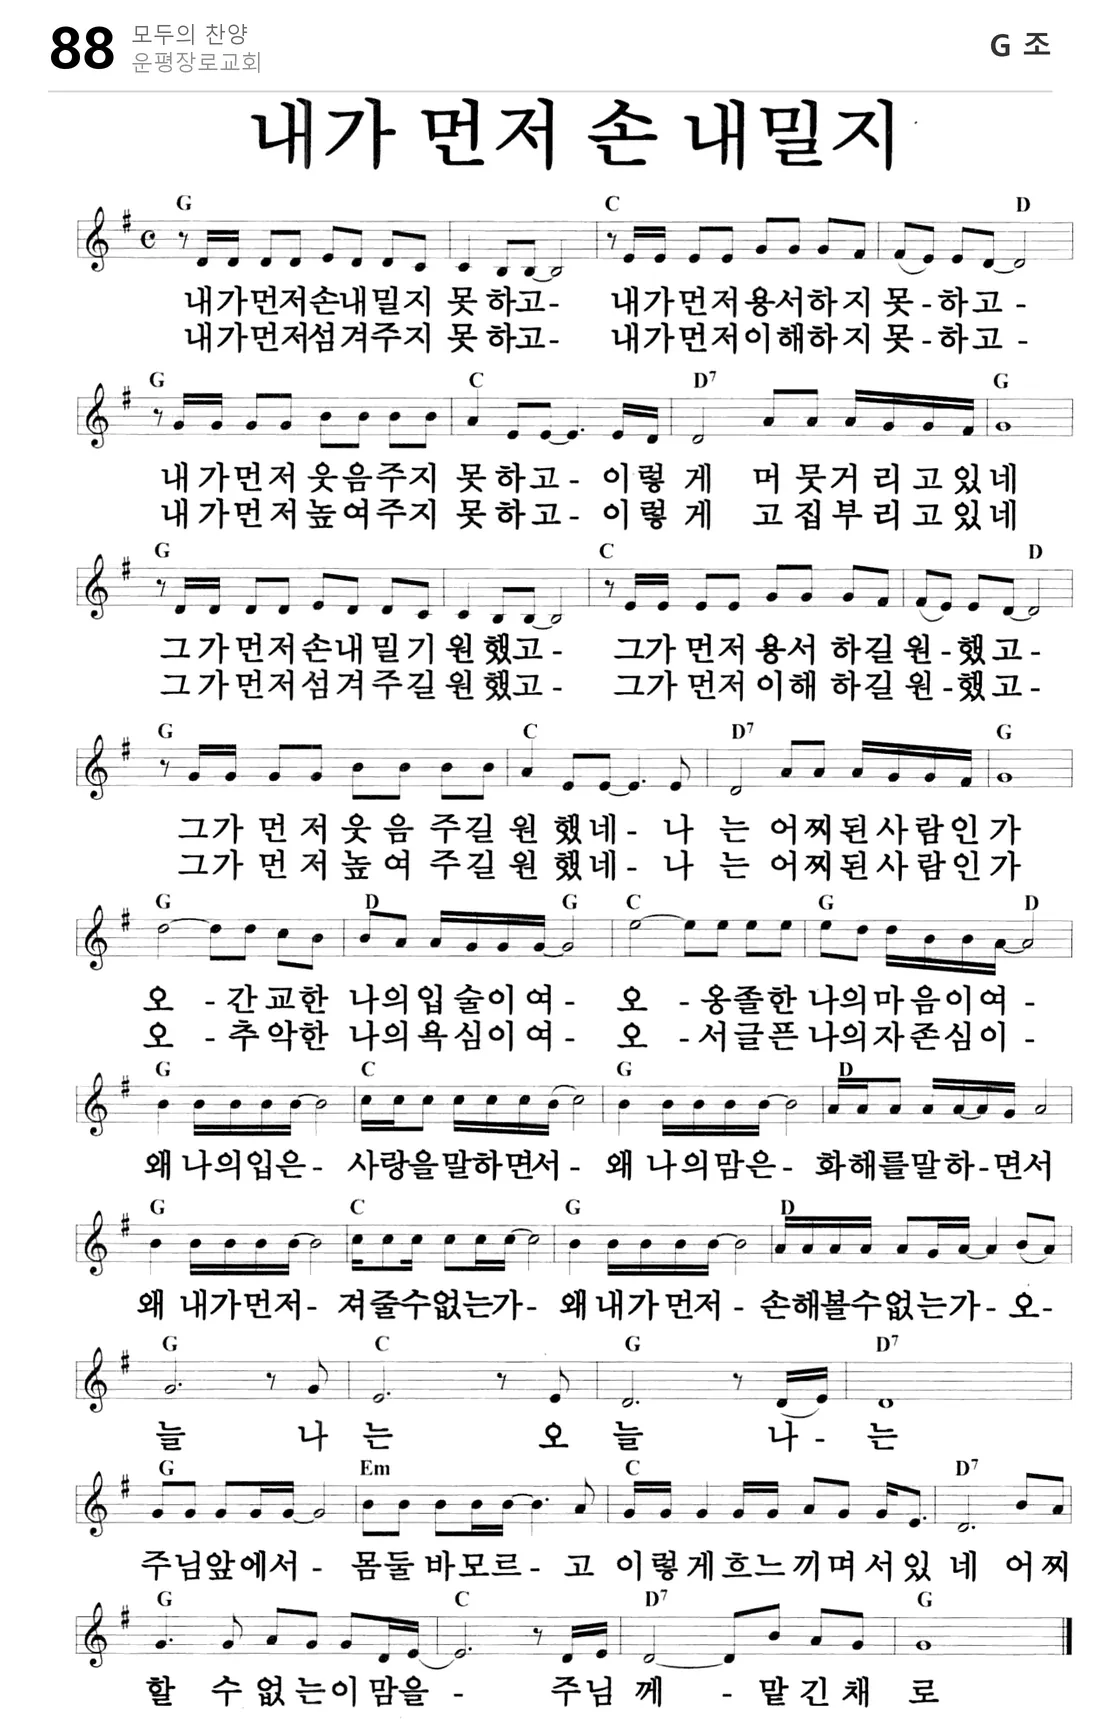 88
모두의 찬양
운평장로교회
G 조
내가 먼저 손 내밀지
G C D
내가먼저손내밀지 못 하고- 내가먼저용서하지 못-하고-
내가먼저섬겨주지 못 하고- 내가먼저이해하지 못-하고-
G C D7 G
내가먼저 웃음주지 못하고- 이렇 게 머뭇거 리고있네
내가먼저높여주지 못하고- 이렇 게 고집부리고있네
G C D
그가먼저손내밀기 원했고- 그가 먼저 용서 하길 원-했고-
그가먼저섬겨주길 원했고- 그가 먼저 이해 하길 원-했고-
G C D7 G
그가 먼 저 웃 음 주길 원 했네- 나 는 어찌된사람인가
그가 먼 저 높 여 주길 원 했네- 나 는 어찌된사람인가
G D G C G D
오 -간교한 나의입술이여- 오 -옹졸한 나의마음이여-
오 -추악한 나의욕심이여- 오 -서글픈 나의자존심이-
G C G D
왜 나의입은- 사랑을말하면서- 왜 나의맘은- 화해를말하-면서
G C G D
왜 내가먼저- 져줄수없는가- 왜내가먼저- 손해볼수없는가-오-
G C G D7
늘 나 는 오 늘 나 - 는
G Em C D7
주님앞에서- 몸둘바모르-고 이렇게흐느끼며서있 네 어찌
G C D7 G
할 수 없는이맘을 - 주님 께 - 맡긴채 로